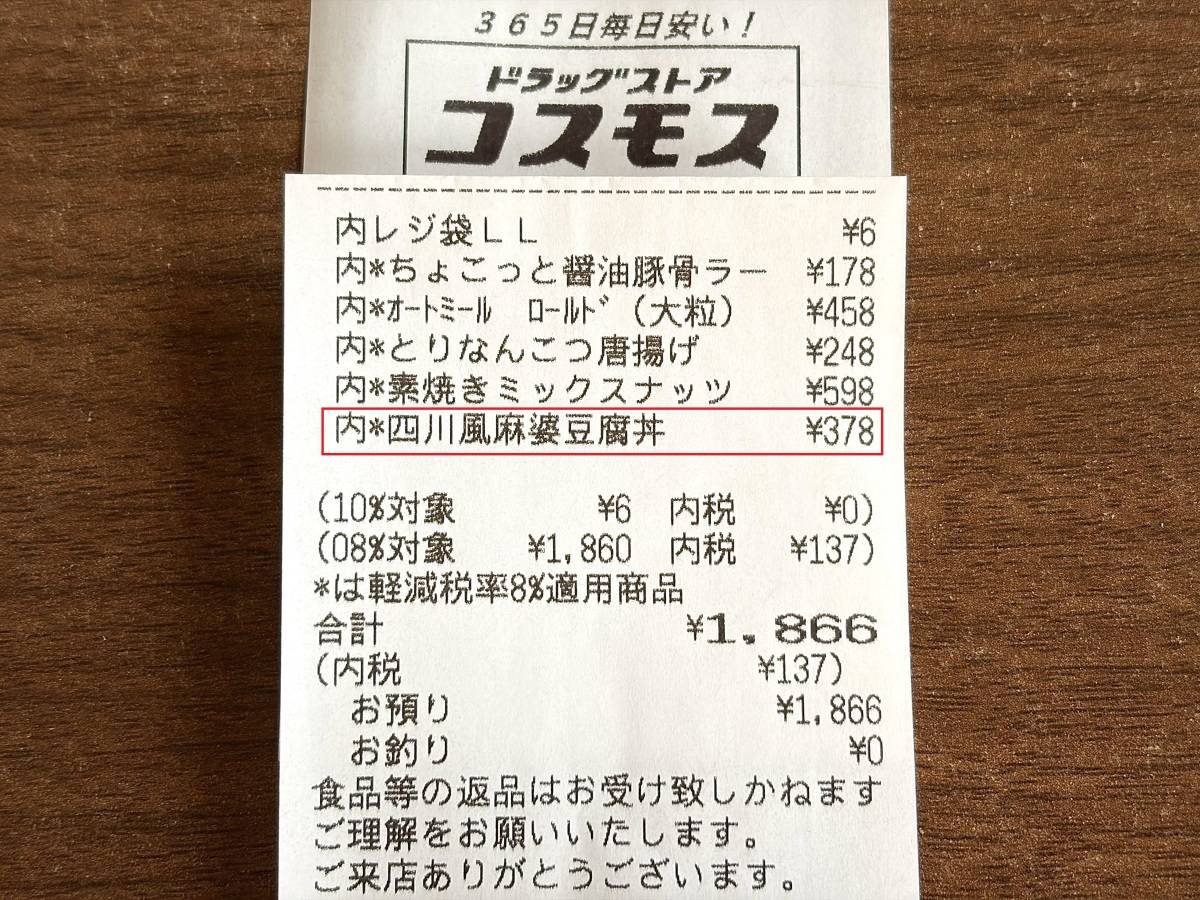 ３６５日毎日安い！
ドラッグストア
コスモス
内レジ袋ＬＬ ¥6
内*ちょこっと醤油豚骨ラー ¥178
内*ｵｰﾄﾐｰﾙ ﾛｰﾙﾄﾞ（大粒） ¥458
内*とりなんこつ唐揚げ ¥248
内*素焼きミックスナッツ ¥598
内*四川風麻婆豆腐丼 ¥378
(10%対象 ¥6 内税 ¥0)
(08%対象 ¥1,860 内税 ¥137)
*は軽減税率8%適用商品
合計 ¥1,866
(内税 ¥137)
お預り ¥1,866
お釣り ¥0
食品等の返品はお受け致しかねます
ご理解をお願いいたします。
ご来店ありがとうございます。